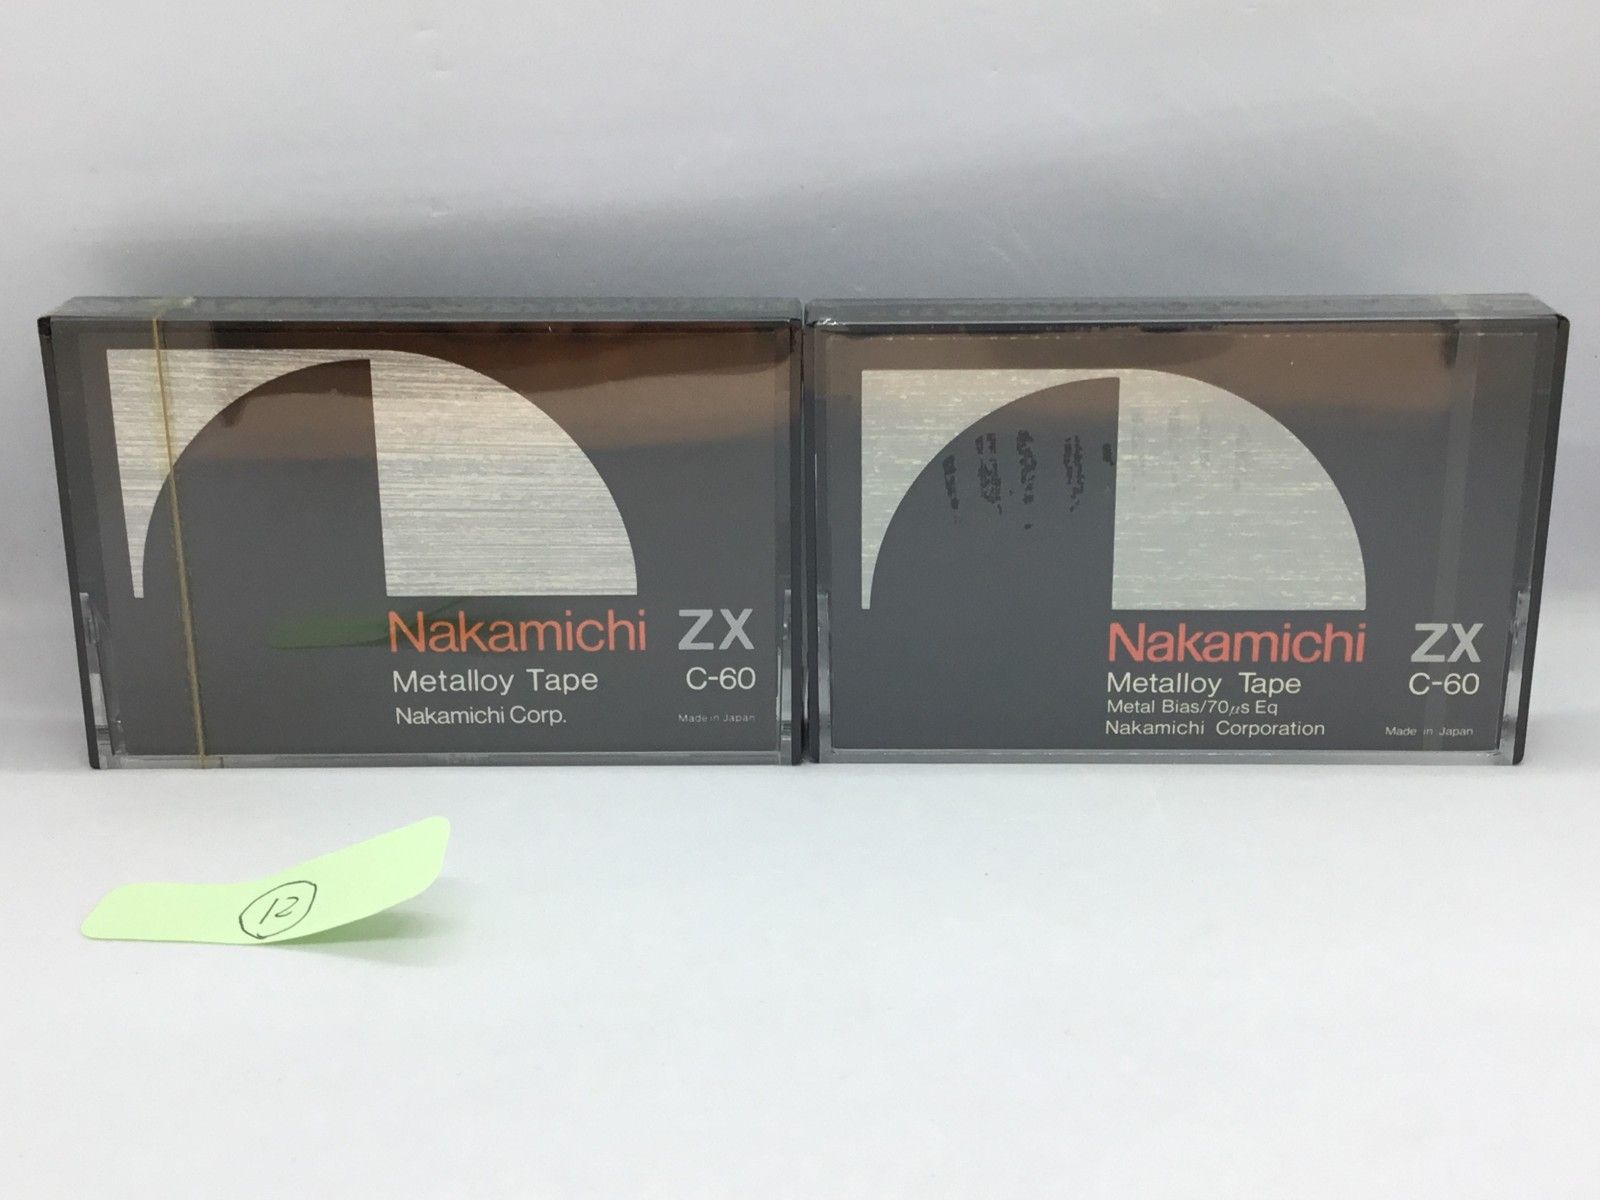 Nakamichi ZX
Metalloy Tape C-60
Nakamichi Corp. Made in Japan
Nakamichi ZX
Metalloy Tape C-60
Metal Bias/70µs Eq
Nakamichi Corporation Made in Japan
12